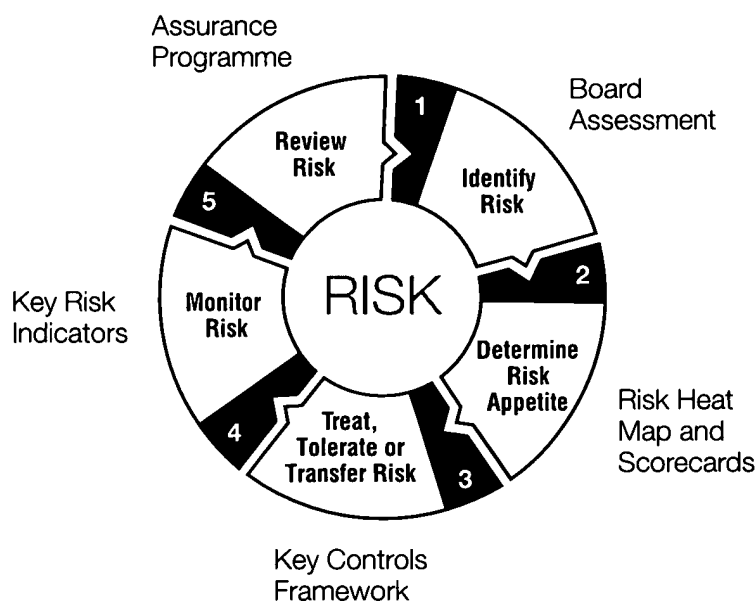 Assurance
Programme
Board
Assessment
1
Review
Risk
Identify
Risk
5
2
RISK
Key Risk
Indicators
Monitor
Risk
Determine
Risk
Appetite
Risk Heat
Map and
Scorecards
4
Treat,
Tolerate or
Transfer Risk
3
Key Controls
Framework